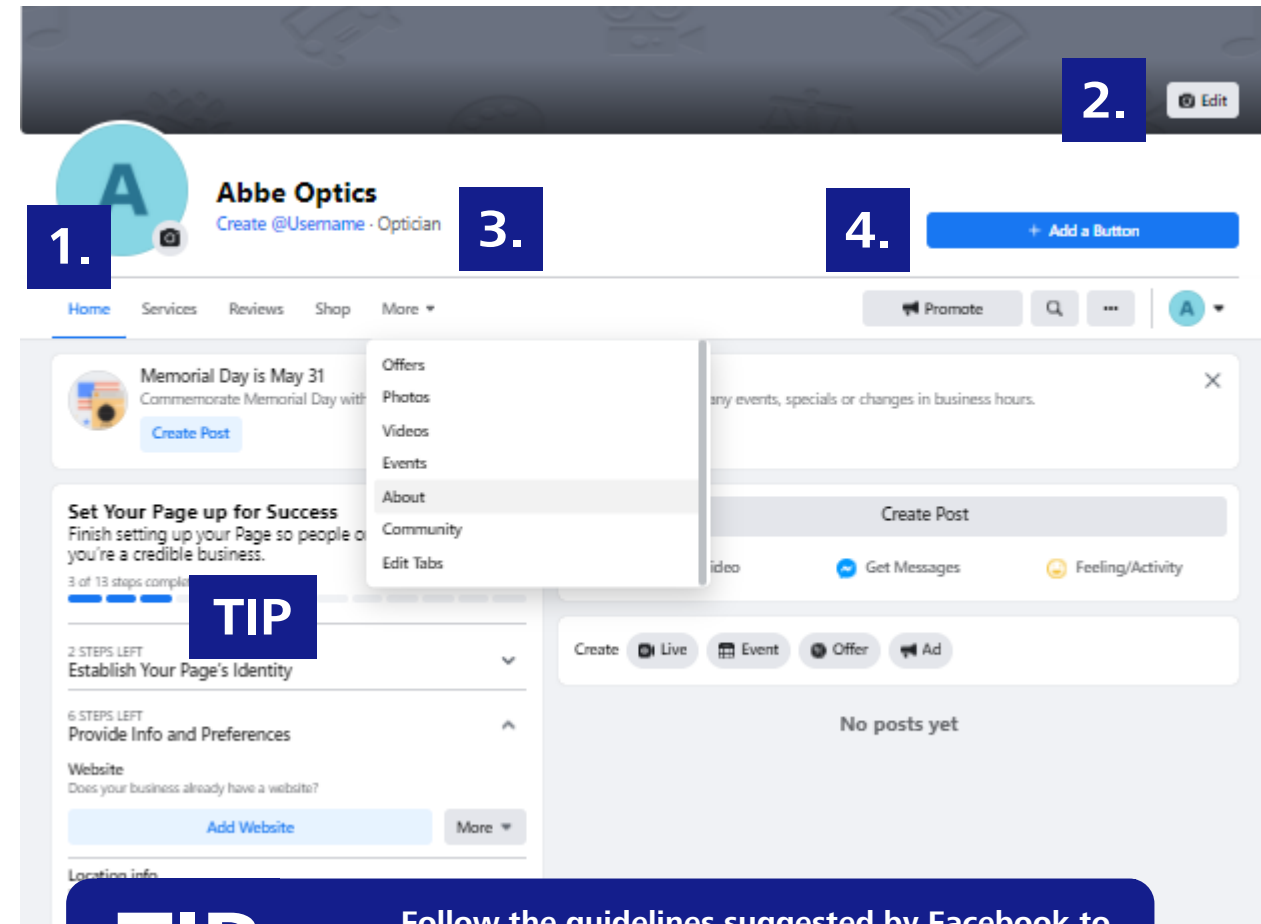 2.
Edit
A
Abbe Optics
Create @Username · Optician
1.
3.
4.
+ Add a Button
Home Services Reviews Shop More
Promote
A
Memorial Day is May 31
Commemorate Memorial Day with
any events, specials or changes in business hours.
Create Post
Offers
Photos
Videos
Events
About
Community
Edit Tabs
Set Your Page up for Success
Finish setting up your Page so people
you're a credible business.
3 of 13 steps
TIP
2 STEPS LEFT
Establish Your Page's Identity
6 STEPS LEFT
Provide Info and Preferences
Website
Does your business already have a website?
Add Website More
Location info
Create Post
Get Messages Feeling/Activity
Create Live Event Offer Ad
No posts yet
TIP
Follow the guidelines suggested by Facebook to